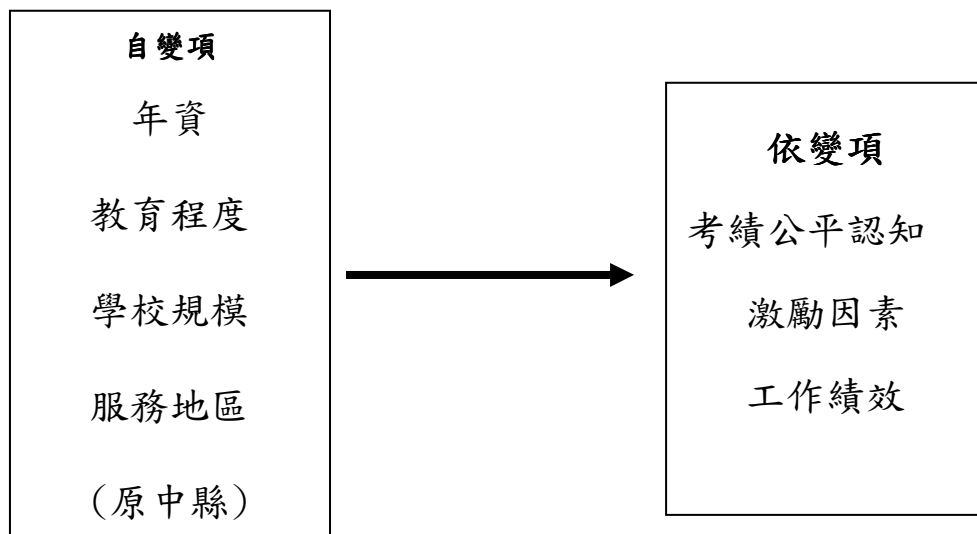 自變項
年資
教育程度
學校規模
服務地區
(原中縣)
依變項
考績公平認知
激勵因素
工作績效